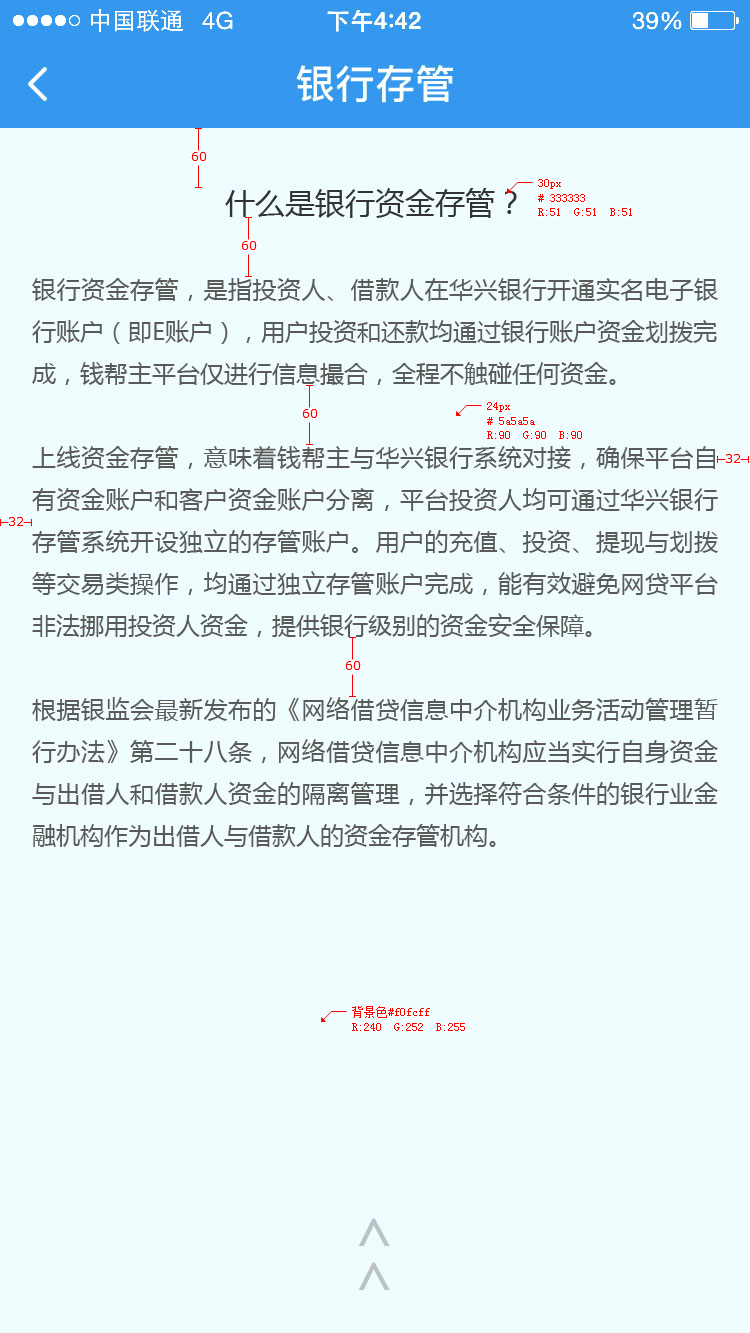 中国联通 4G 下午4:42 39%
银行存管
60
什么是银行资金存管？
30px
# 333333
R:51 G:51 B:51
60
银行资金存管，是指投资人、借款人在华兴银行开通实名电子银
行账户（即E账户），用户投资和还款均通过银行账户资金划拨完
成，钱帮主平台仅进行信息撮合，全程不触碰任何资金。
60
24px
# 5a5a5a
R:90 G:90 B:90
上线资金存管，意味着钱帮主与华兴银行系统对接，确保平台自
32
有资金账户和客户资金账户分离，平台投资人均可通过华兴银行
32
存管系统开设独立的存管账户。用户的充值、投资、提现与划拨
等交易类操作，均通过独立存管账户完成，能有效避免网贷平台
非法挪用投资人资金，提供银行级别的资金安全保障。
60
根据银监会最新发布的《网络借贷信息中介机构业务活动管理暂
行办法》第二十八条，网络借贷信息中介机构应当实行自身资金
与出借人和借款人资金的隔离管理，并选择符合条件的银行业金
融机构作为出借人与借款人的资金存管机构。
背景色#f0fcff
R:240 G:252 B:255